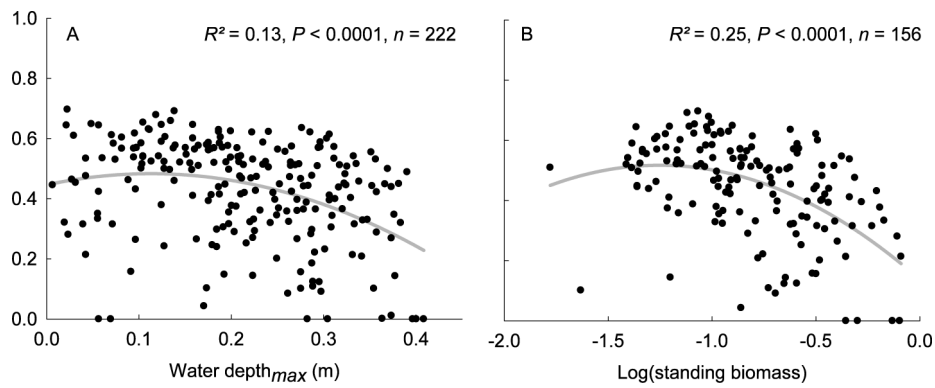 A
R² = 0.13, P < 0.0001, n = 222
1.0
0.8
0.6
0.4
0.2
0.0
0.0
0.1
0.2
0.3
0.4
Water depthmax (m)
B
R² = 0.25, P < 0.0001, n = 156
-2.0
-1.5
-1.0
-0.5
0.0
Log(standing biomass)